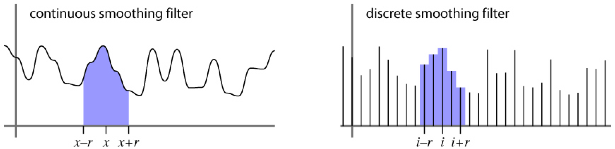 continuous smoothing filter
discrete smoothing filter
x–r x x+r
i–r i i+r